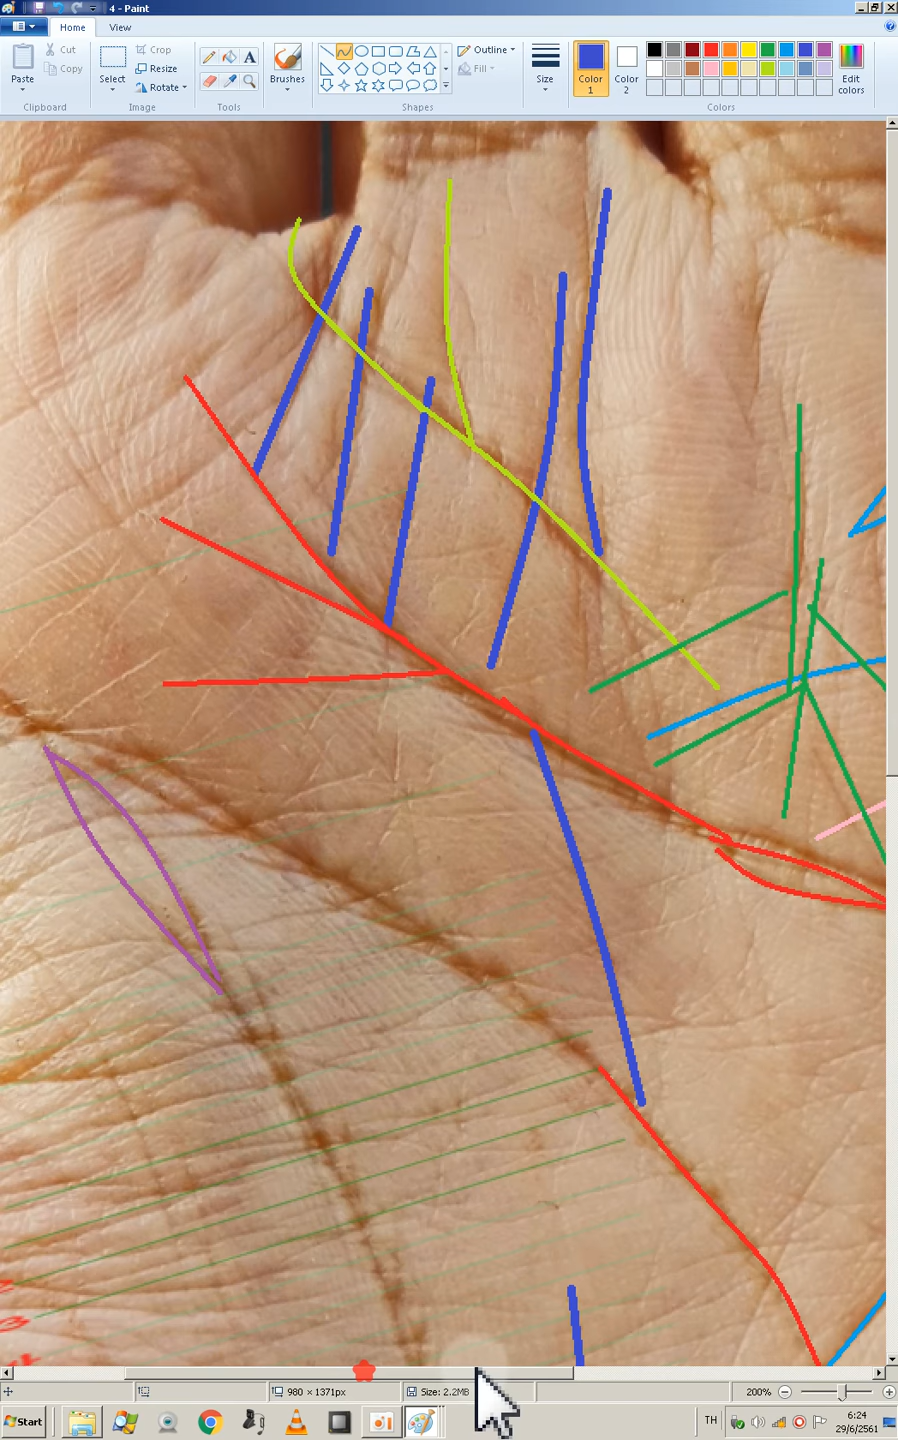 4 - Paint
Home
View
Paste
Cut
Copy
Clipboard
Select
Crop
Resize
Rotate
Image
A
Tools
Brushes
Outline
Fill
Shapes
Size
Color 1
Color 2
Edit colors
Colors
980 × 1371px
Size: 2.2MB
200%
Start
TH
6:24
29/6/2561